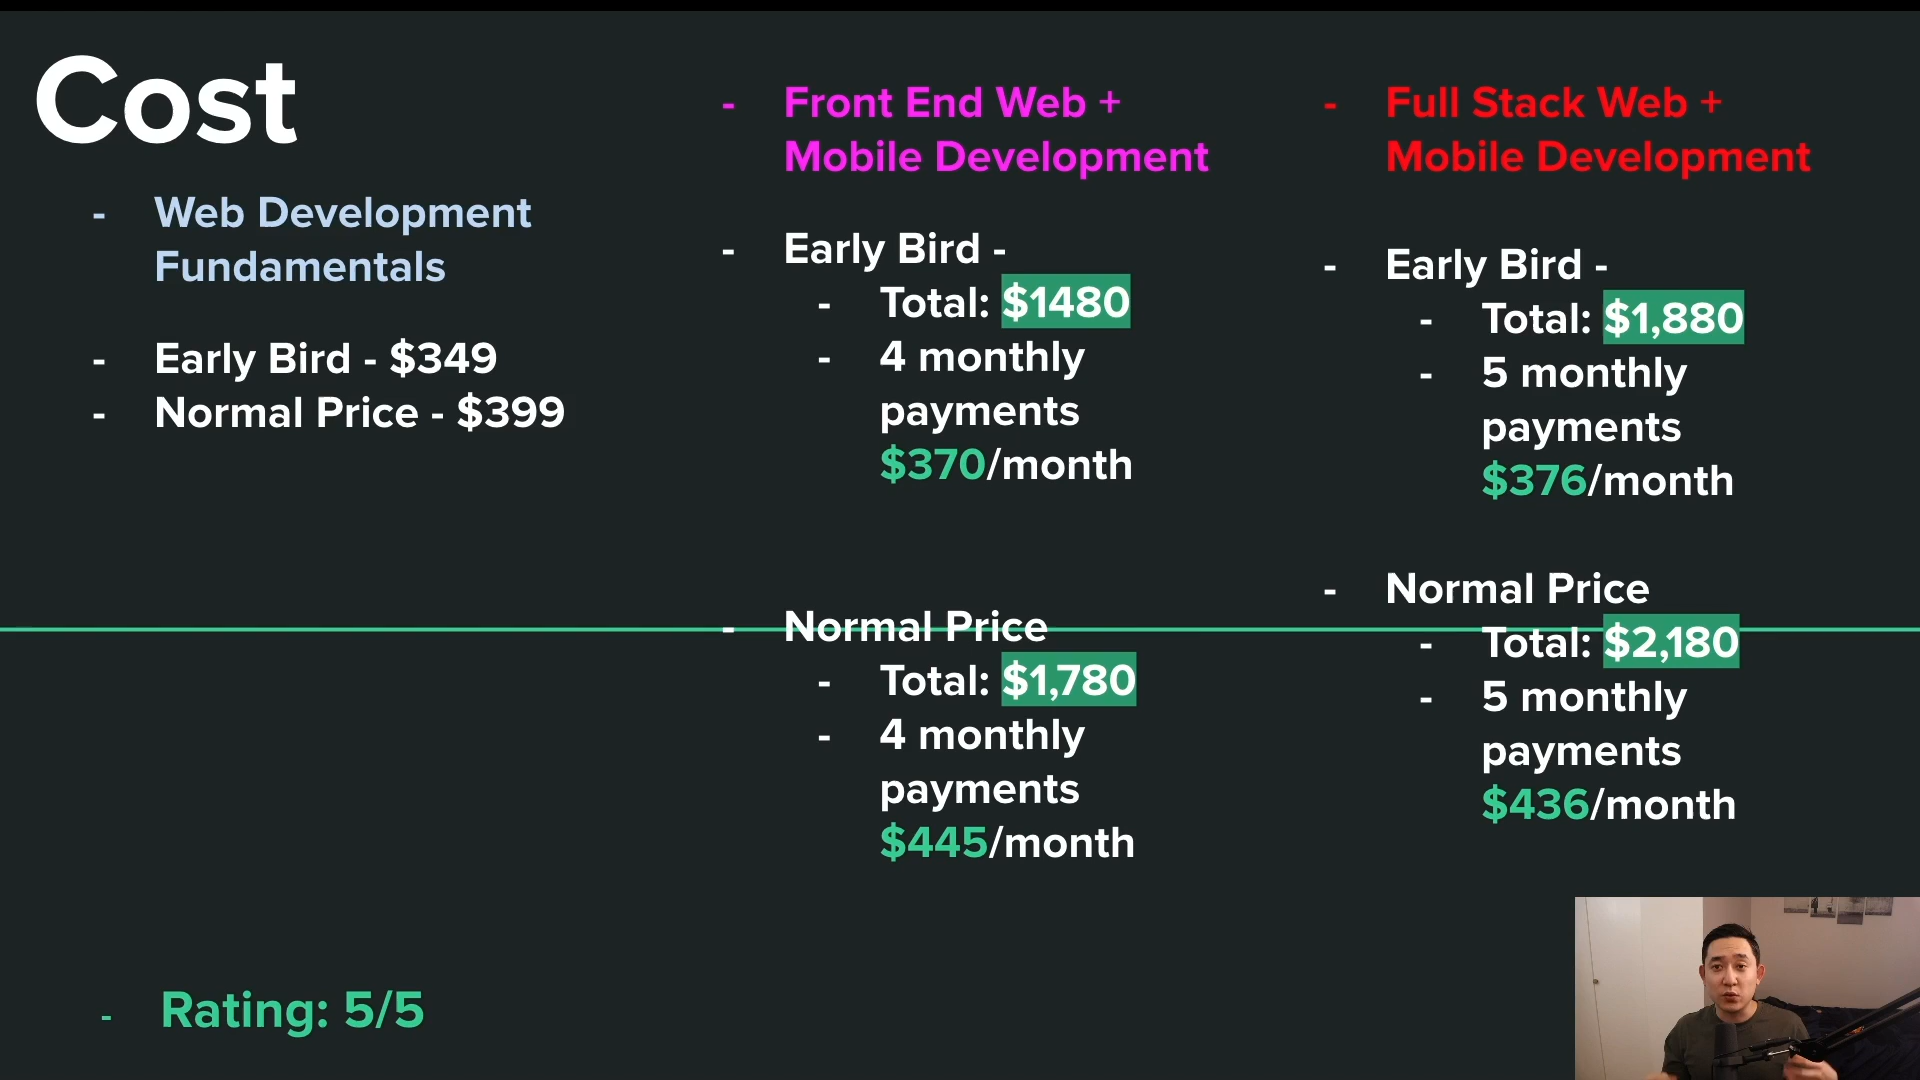 Cost
- Web Development
Fundamentals
- Early Bird - $349
- Normal Price - $399
- Front End Web +
Mobile Development
- Early Bird -
- Total: $1480
- 4 monthly
payments
$370/month
- Normal Price
- Total: $1,780
- 4 monthly
payments
$445/month
- Full Stack Web +
Mobile Development
- Early Bird -
- Total: $1,880
- 5 monthly
payments
$376/month
- Normal Price
- Total: $2,180
- 5 monthly
payments
$436/month
- Rating: 5/5